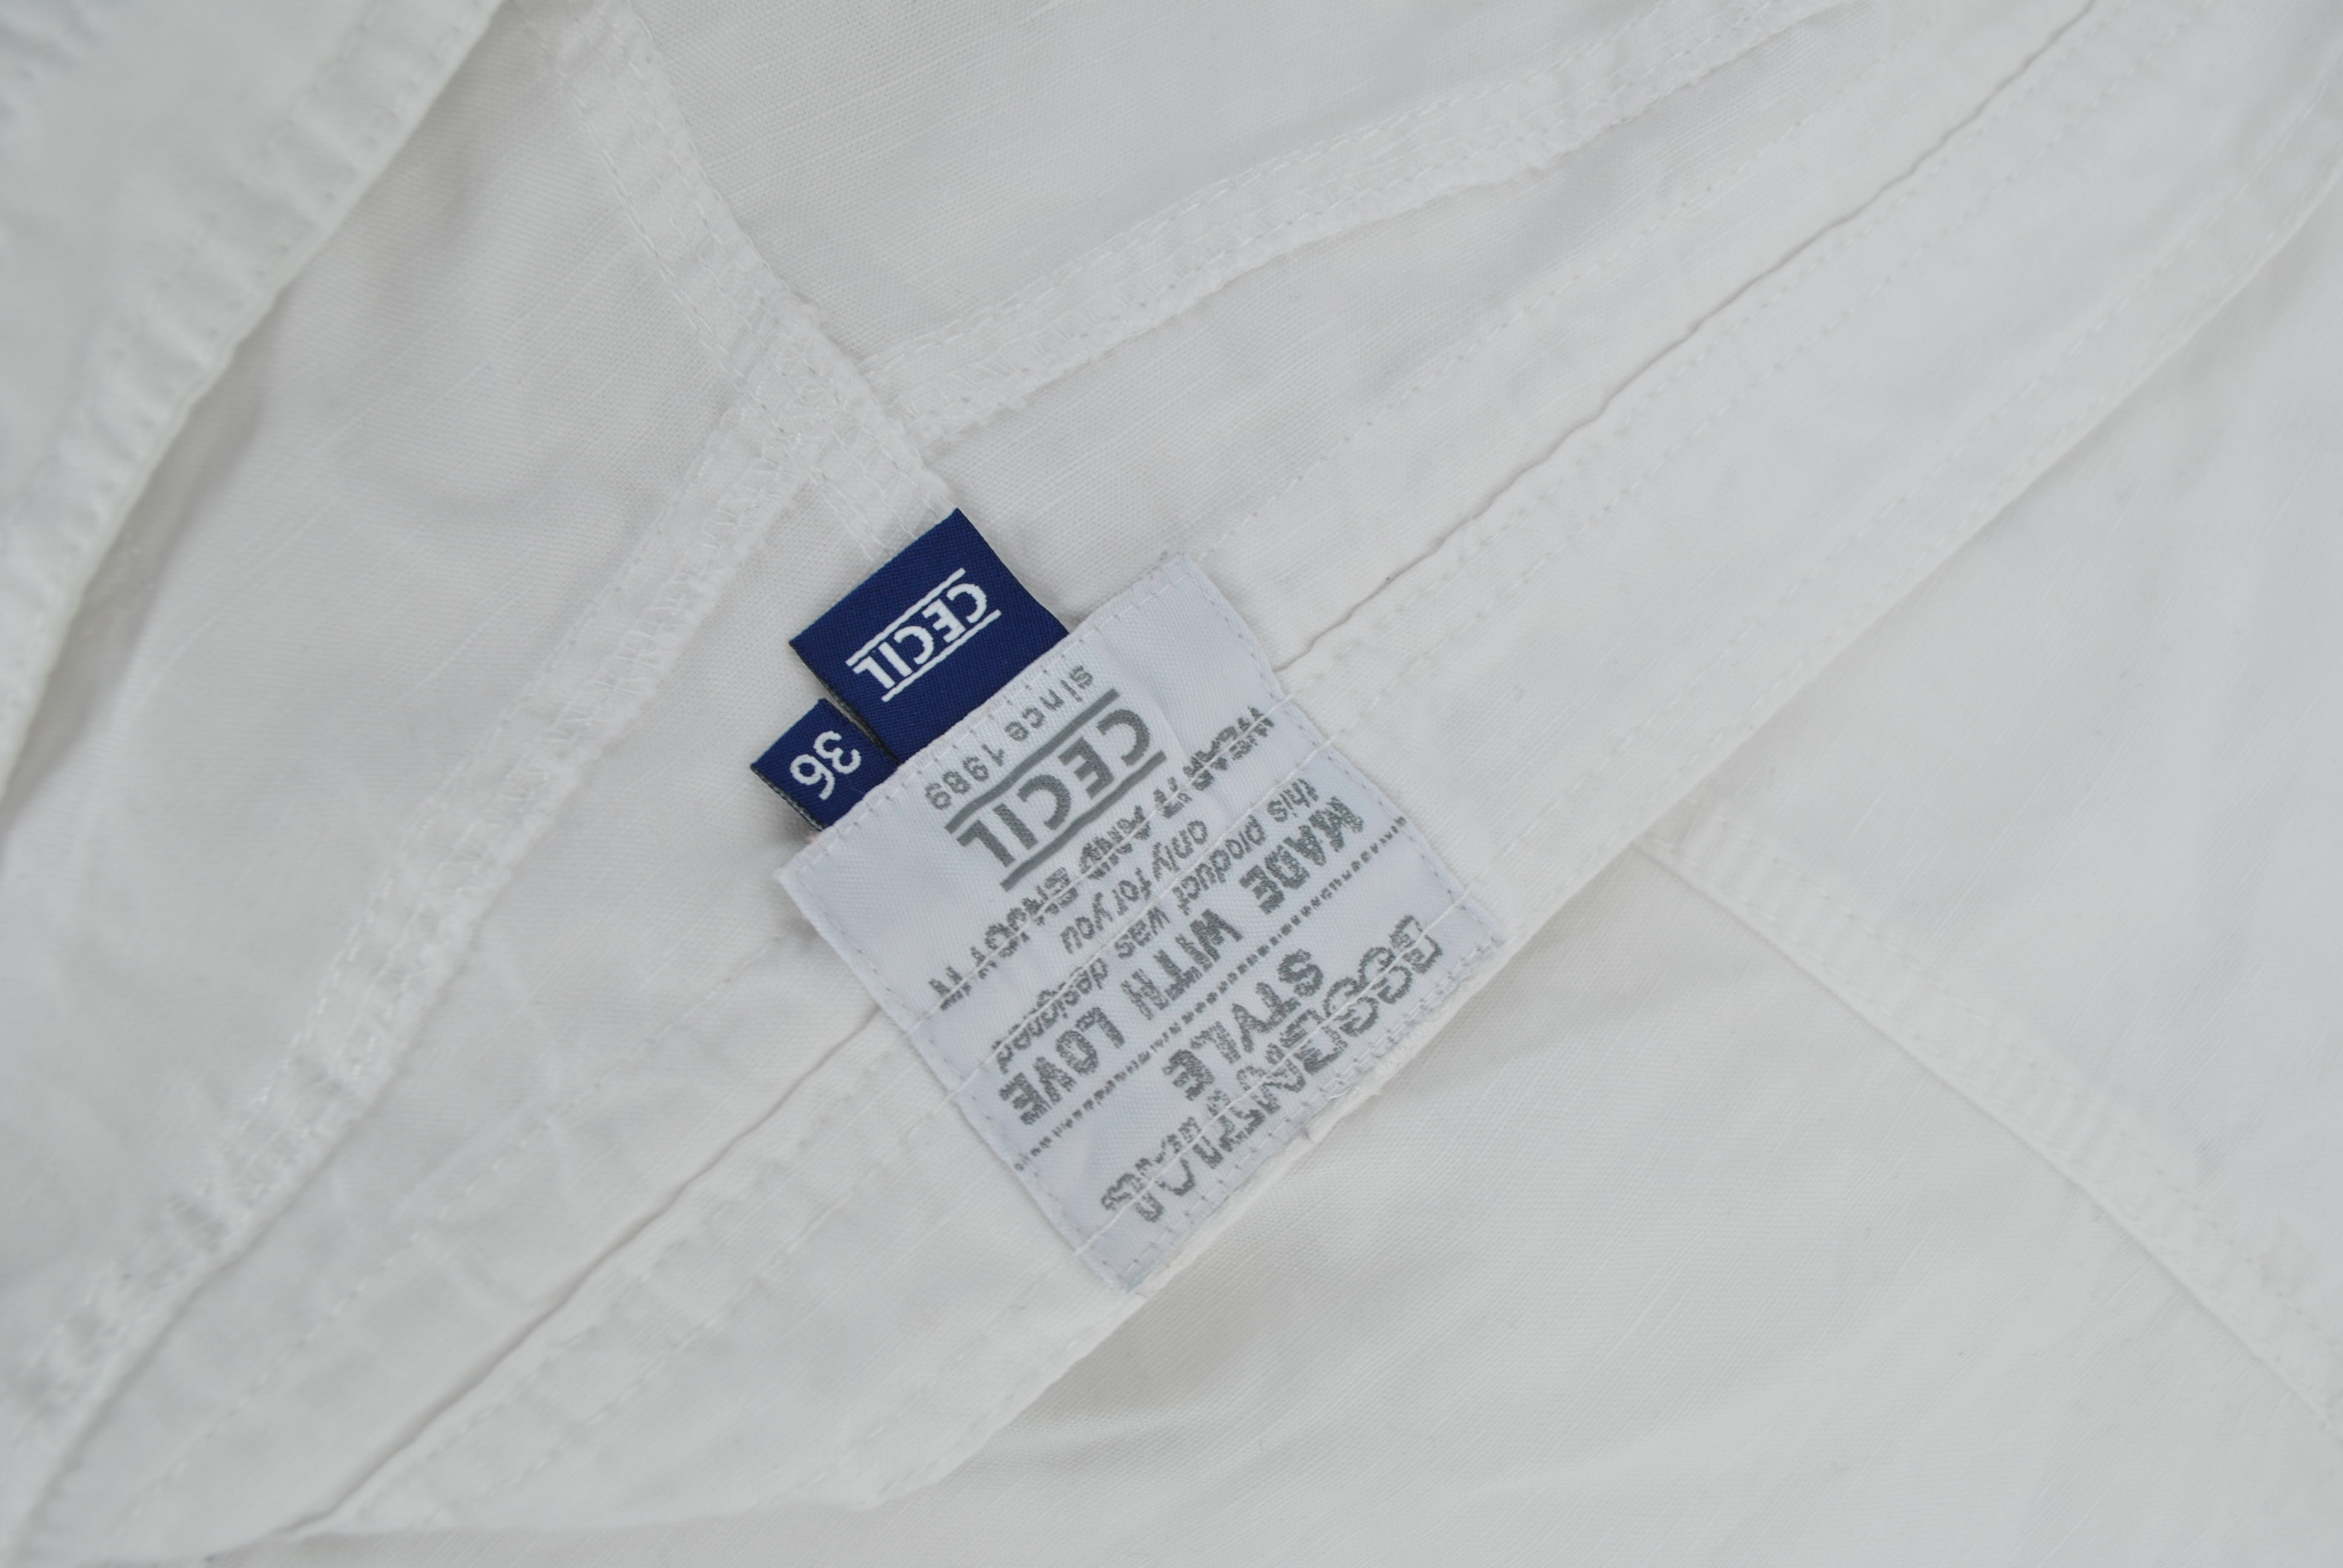 STYLE
MADE WITH LOVE
this product was designed
only for you
WEAR IT AND ENJOY IT
CECIL
since 1989
36
CECIL